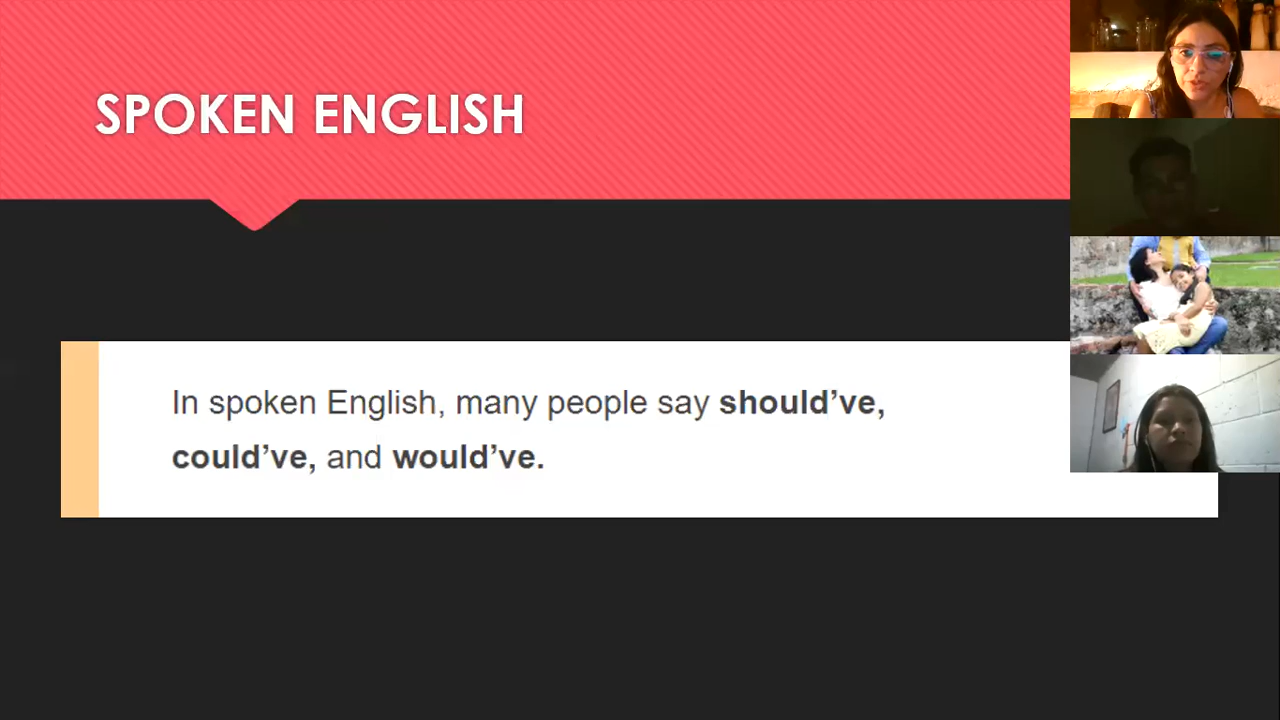 SPOKEN ENGLISH
In spoken English, many people say should’ve,
could’ve, and would’ve.